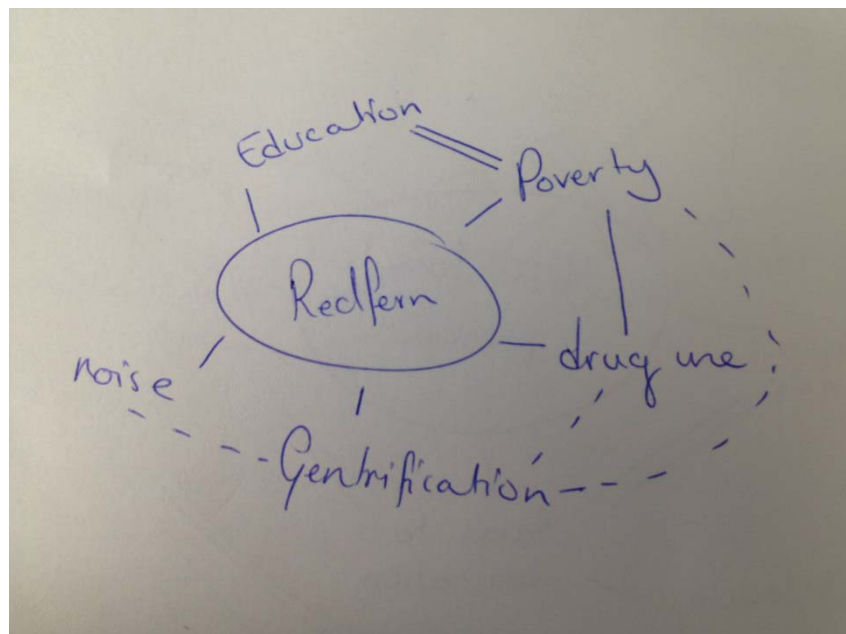 Education
Poverty
Redfern
drug use
noise
Gentrification